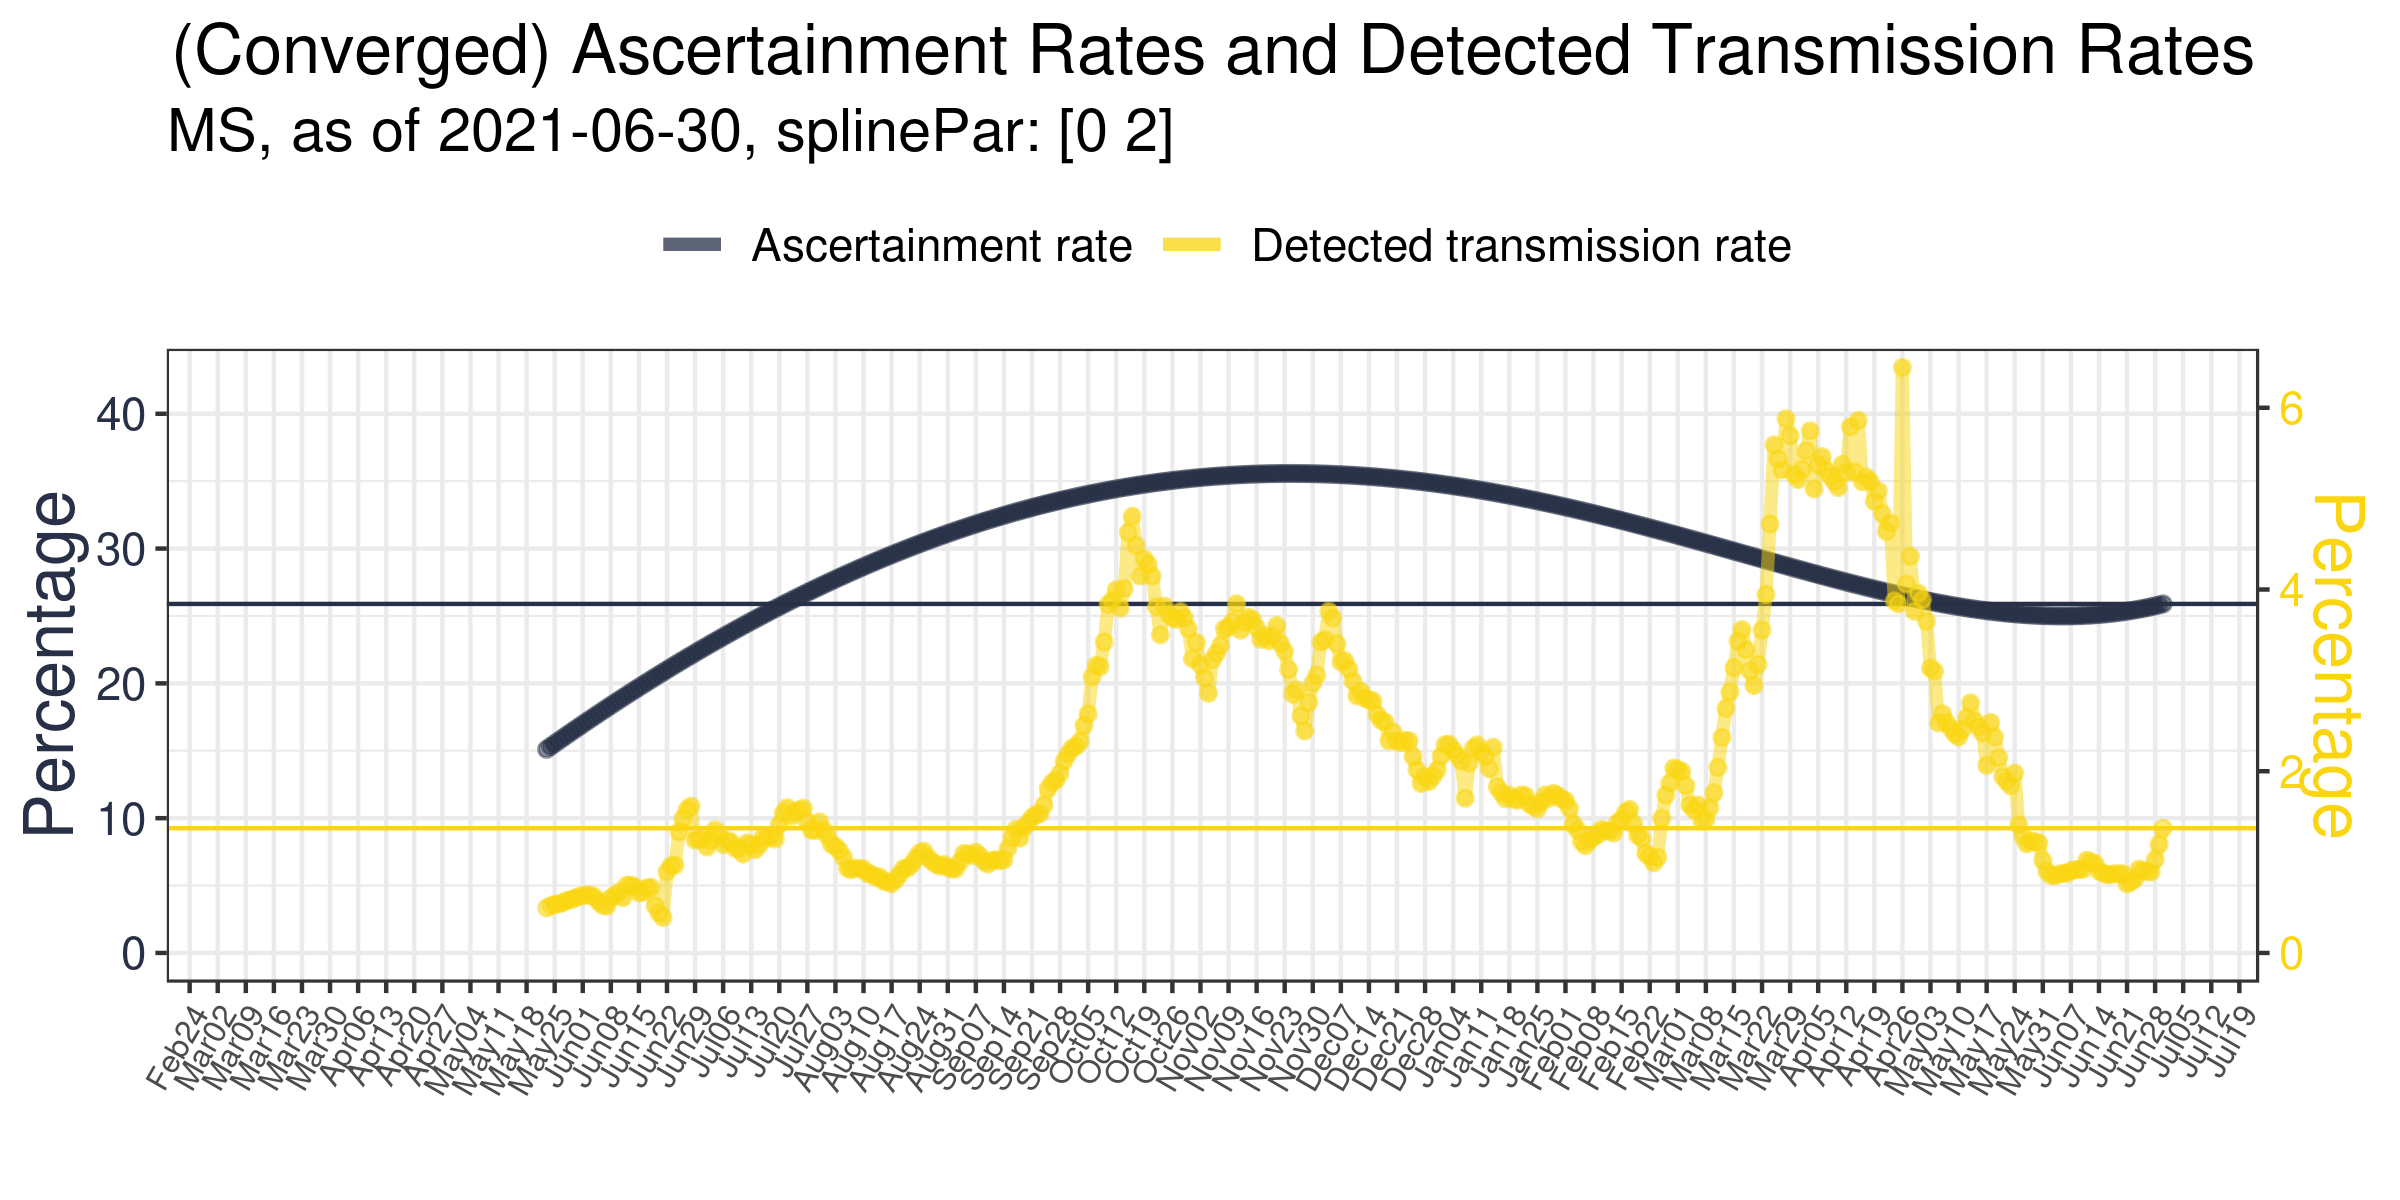 (Converged) Ascertainment Rates and Detected Transmission Rates
MS, as of 2021-06-30, splinePar: [0 2]
Ascertainment rate Detected transmission rate
Percentage
40
30
20
10
0
6
4
2
0
Percentage
Feb24 Mar02 Mar09 Mar16 Mar23 Mar30 Apr06 Apr13 Apr20 Apr27 May04 May11 May18 May25 Jun01 Jun08 Jun15 Jun22 Jun29 Jul06 Jul13 Jul20 Jul27 Aug03 Aug10 Aug17 Aug24 Aug31 Sep07 Sep14 Sep21 Sep28 Oct05 Oct12 Oct19 Oct26 Nov02 Nov09 Nov16 Nov23 Nov30 Dec07 Dec14 Dec21 Dec28 Jan04 Jan11 Jan18 Jan25 Feb01 Feb08 Feb15 Feb22 Mar01 Mar08 Mar15 Mar22 Mar29 Apr05 Apr12 Apr19 Apr26 May03 May10 May17 May24 May31 Jun07 Jun14 Jun21 Jun28 Jul05 Jul12 Jul19